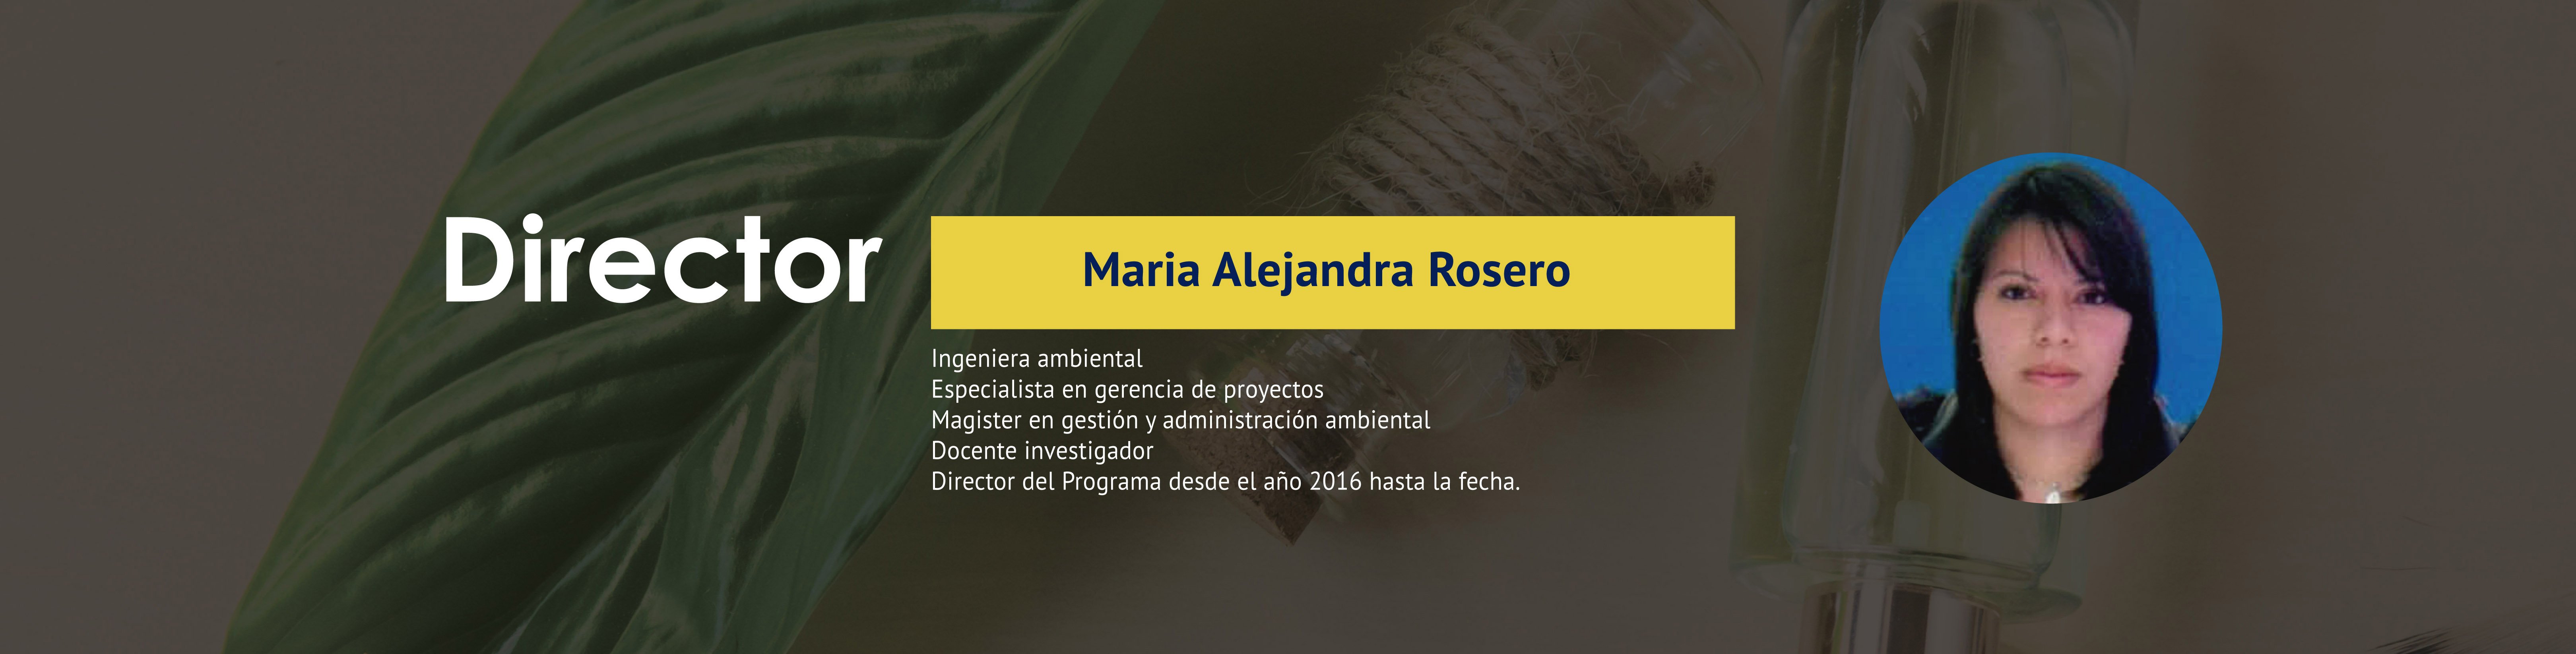 Director
Maria Alejandra Rosero
Ingeniera ambiental
Especialista en gerencia de proyectos
Magister en gestión y administración ambiental
Docente investigador
Director del Programa desde el año 2016 hasta la fecha.